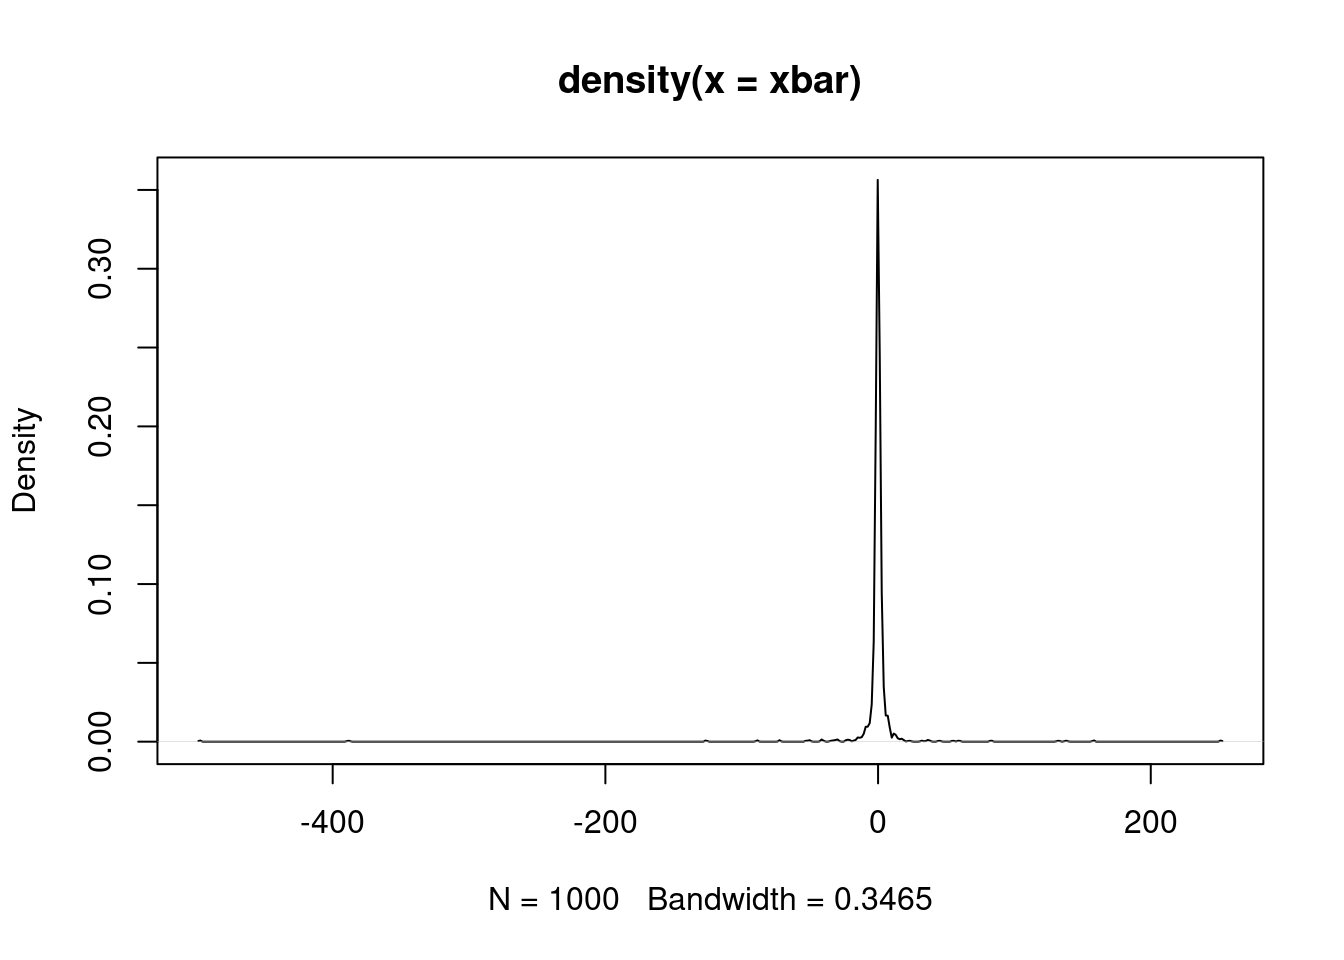 density(x = xbar)
Density
0.30
0.20
0.10
0.00
-400 -200 0 200
N = 1000 Bandwidth = 0.3465